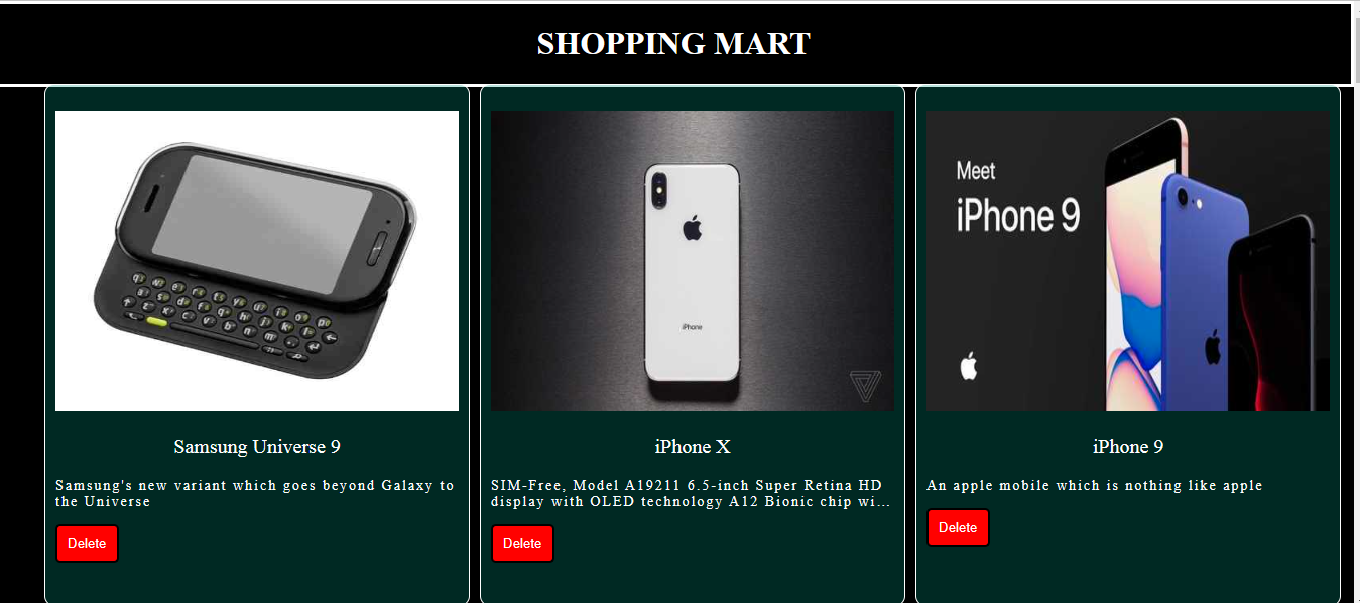 SHOPPING MART
Meet
iPhone 9
iPhone
Samsung Universe 9
iPhone X
iPhone 9
Samsung's new variant which goes beyond Galaxy to
the Universe
SIM-Free, Model A19211 6.5-inch Super Retina HD
display with OLED technology A12 Bionic chip wi...
An apple mobile which is nothing like apple
Delete
Delete
Delete